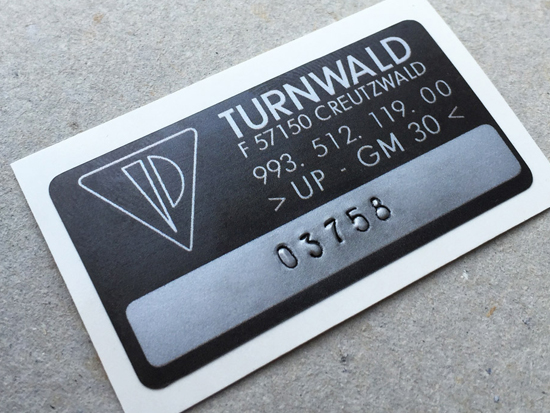 TURNWALD
F 57150 CREUTZWALD
993. 512. 119. 00
> UP - GM 30 <
03758